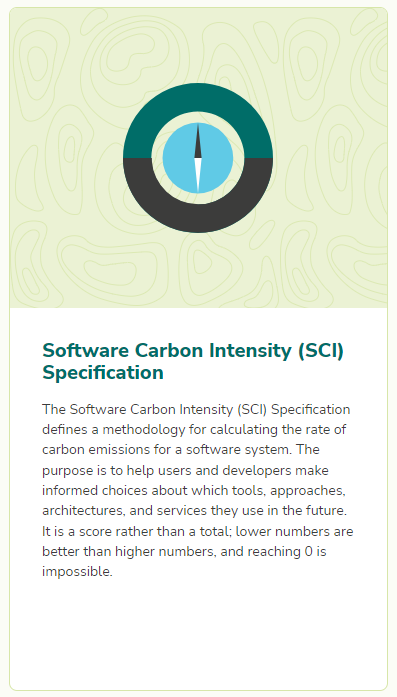 Software Carbon Intensity (SCI)
Specification
The Software Carbon Intensity (SCI) Specification
defines a methodology for calculating the rate of
carbon emissions for a software system. The
purpose is to help users and developers make
informed choices about which tools, approaches,
architectures, and services they use in the future.
It is a score rather than a total; lower numbers are
better than higher numbers, and reaching 0 is
impossible.